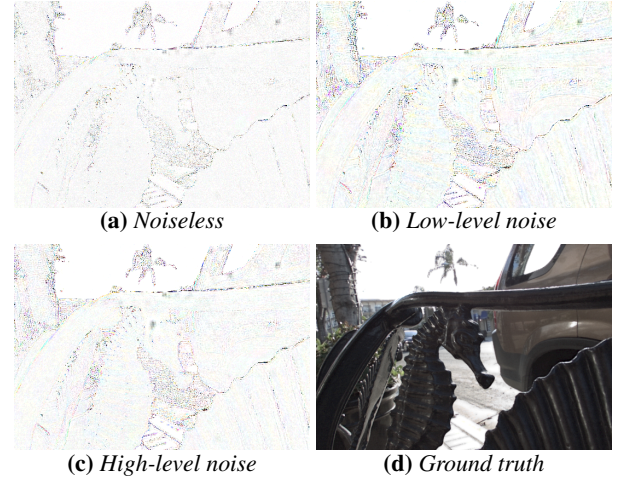 (a) Noiseless
(b) Low-level noise
(c) High-level noise
(d) Ground truth